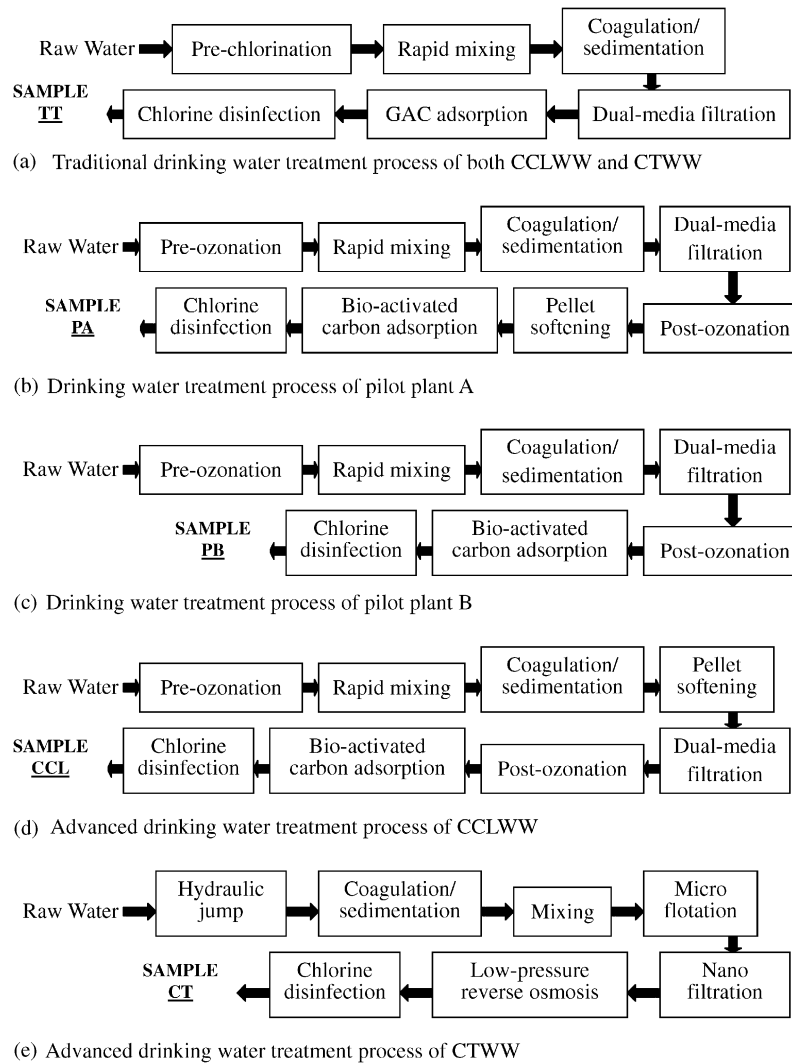 Raw Water
Pre-chlorination
Rapid mixing
Coagulation/
sedimentation
Dual-media filtration
GAC adsorption
Chlorine disinfection
SAMPLE
TT
(a) Traditional drinking water treatment process of both CCLWW and CTWW
Raw Water
Pre-ozonation
Rapid mixing
Coagulation/
sedimentation
Dual-media
filtration
Post-ozonation
Pellet
softening
Bio-activated
carbon adsorption
Chlorine
disinfection
SAMPLE
PA
(b) Drinking water treatment process of pilot plant A
Raw Water
Pre-ozonation
Rapid mixing
Coagulation/
sedimentation
Dual-media
filtration
Post-ozonation
Bio-activated
carbon adsorption
Chlorine
disinfection
SAMPLE
PB
(c) Drinking water treatment process of pilot plant B
Raw Water
Pre-ozonation
Rapid mixing
Coagulation/
sedimentation
Pellet
softening
Dual-media
filtration
Post-ozonation
Bio-activated
carbon adsorption
Chlorine
disinfection
SAMPLE
CCL
(d) Advanced drinking water treatment process of CCLWW
Raw Water
Hydraulic
jump
Coagulation/
sedimentation
Mixing
Micro
flotation
Nano
filtration
Low-pressure
reverse osmosis
Chlorine
disinfection
SAMPLE
CT
(e) Advanced drinking water treatment process of CTWW